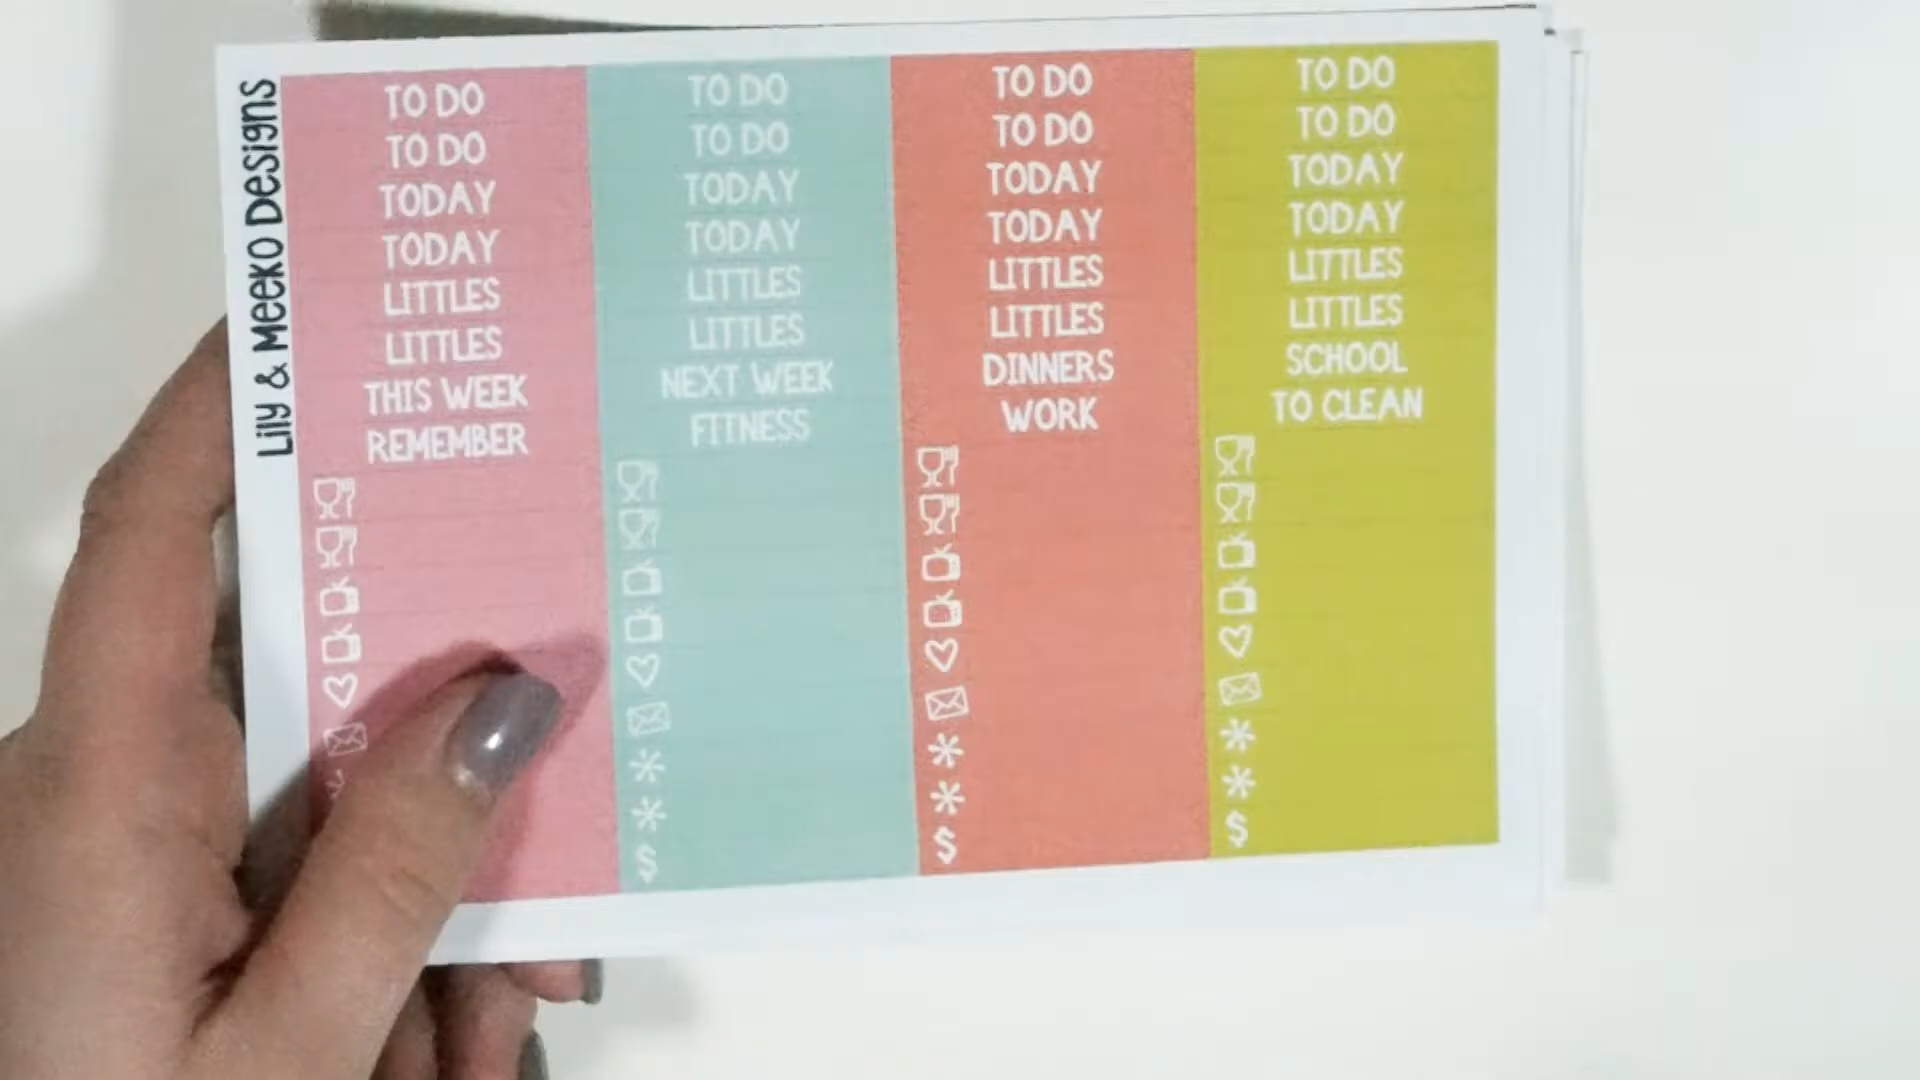 Lily & Meeko Designs
TO DO
TO DO
TODAY
TODAY
LITTLES
LITTLES
THIS WEEK
REMEMBER
TO DO
TO DO
TODAY
TODAY
LITTLES
LITTLES
NEXT WEEK
FITNESS
$
TO DO
TO DO
TODAY
TODAY
LITTLES
LITTLES
DINNERS
WORK
$
TO DO
TO DO
TODAY
TODAY
LITTLES
LITTLES
SCHOOL
TO CLEAN
$